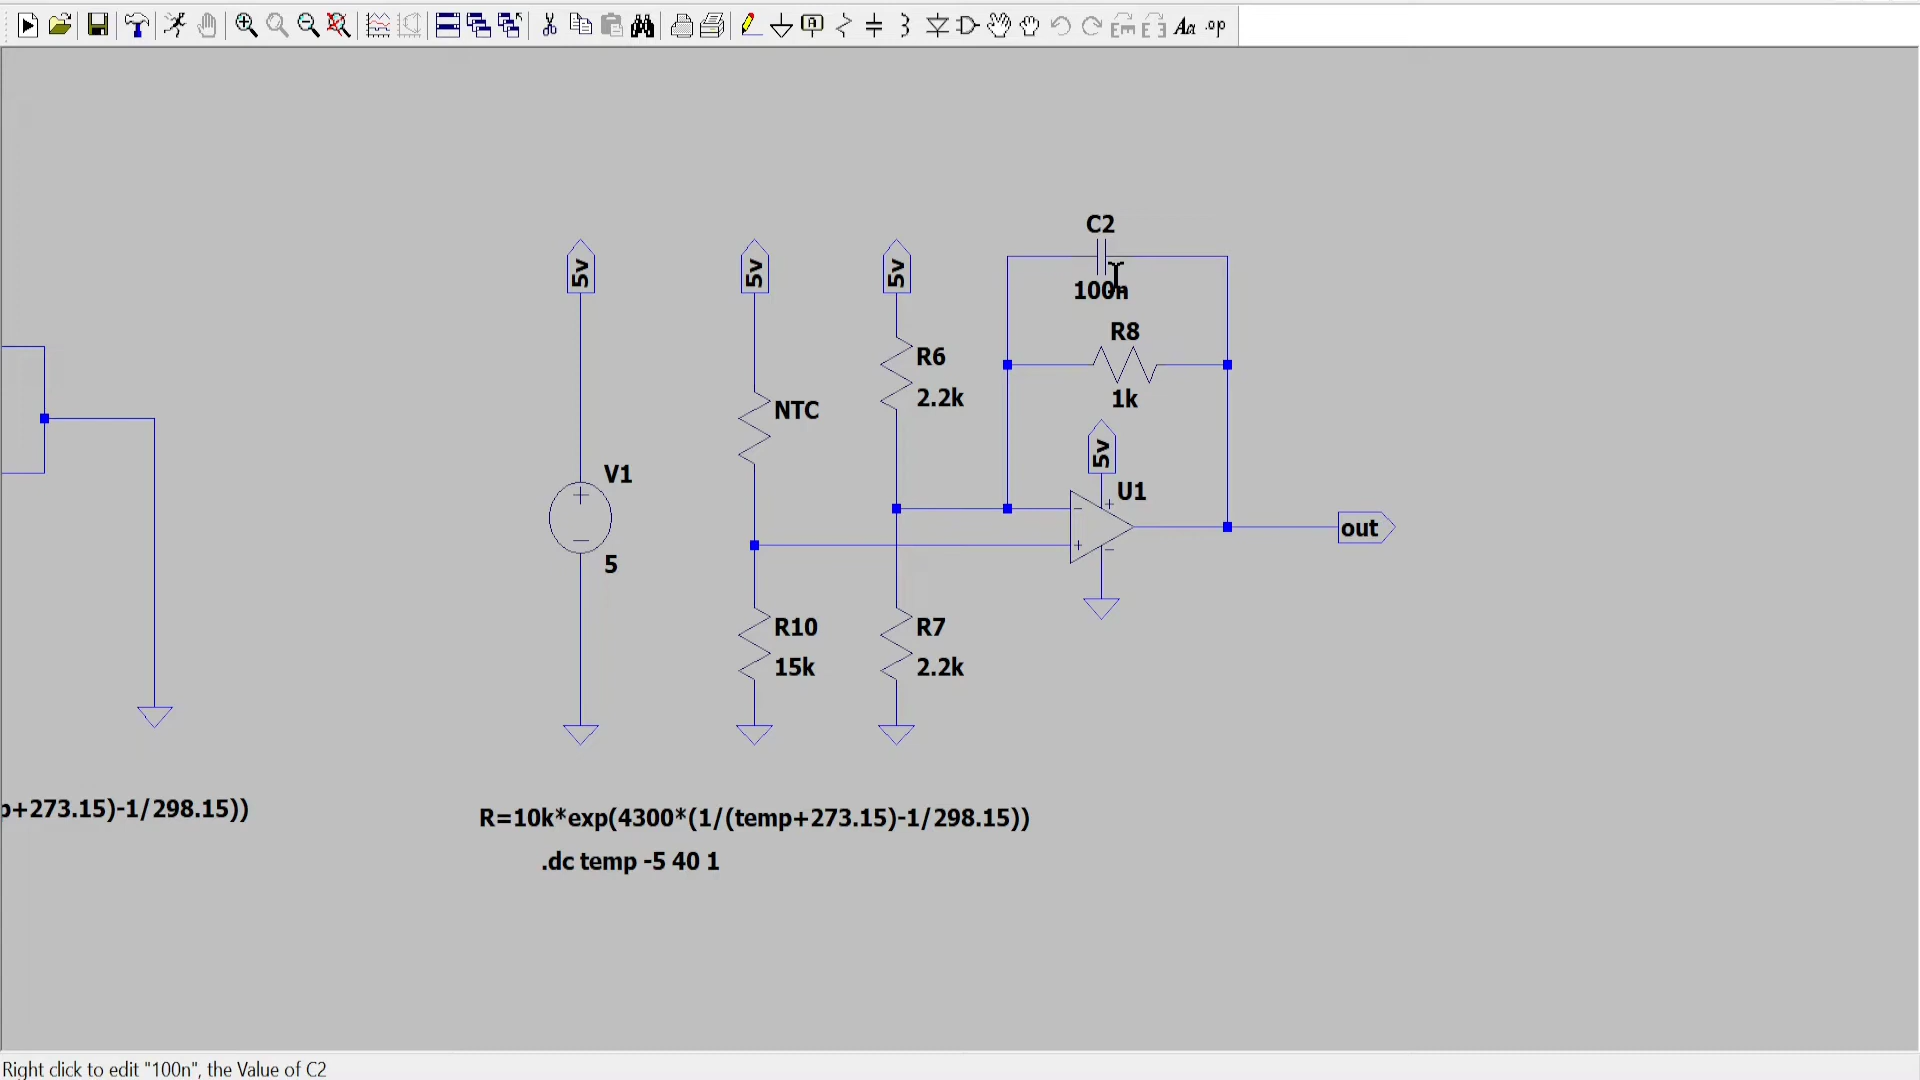 C2
5v
5v
5v
100n
R8
R6
2.2k
1k
NTC
5v
V1
U1
out
5
R10
15k
R7
2.2k
p+273.15)-1/298.15))
R=10k*exp(4300*(1/(temp+273.15)-1/298.15))
.dc temp -5 40 1
Right click to edit "100n", the Value of C2